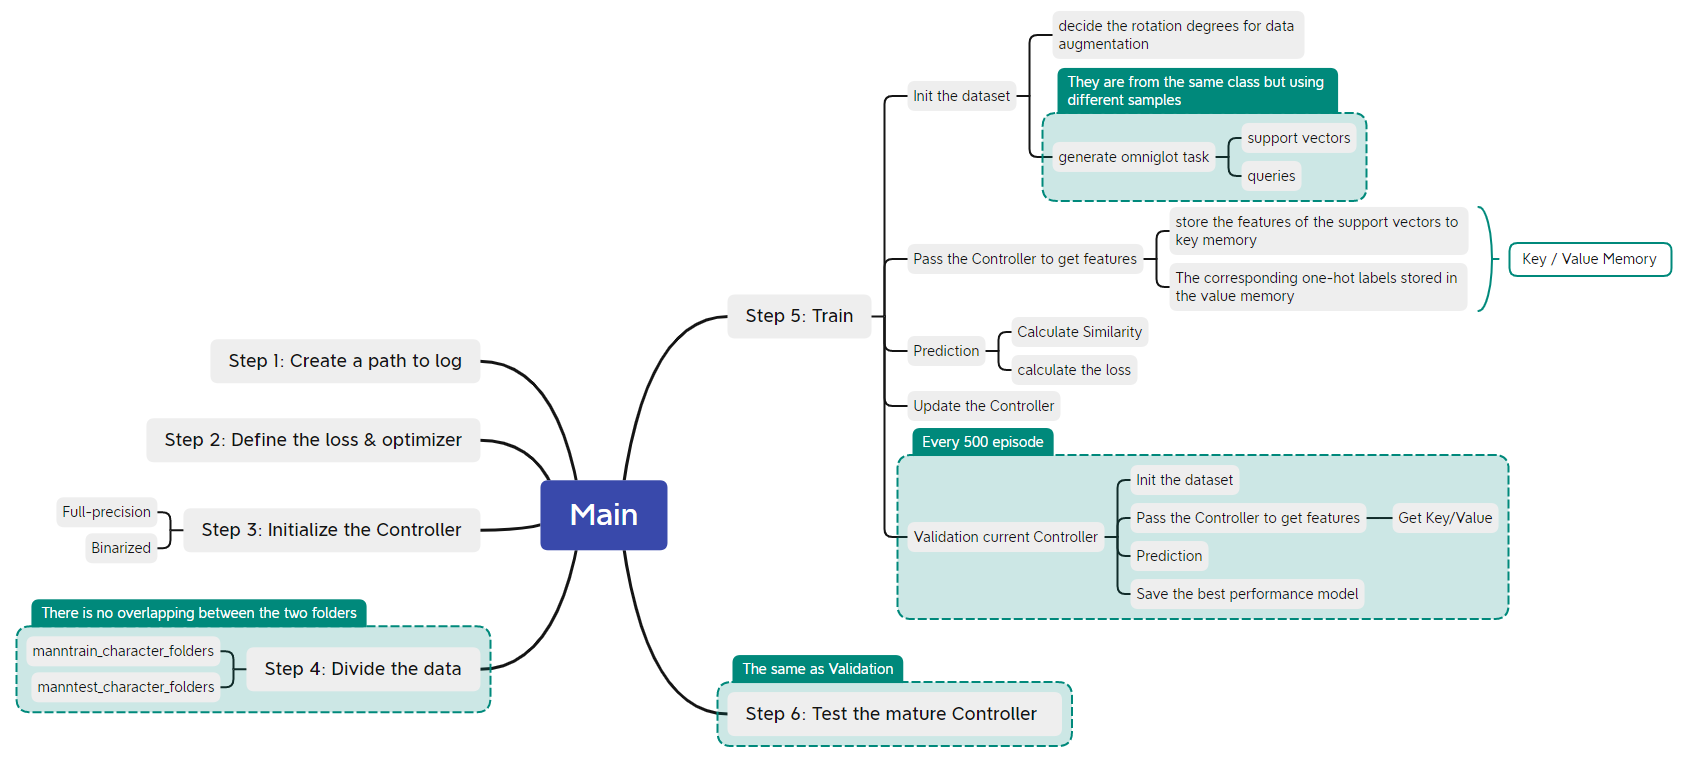 Main
Step 1: Create a path to log
Step 2: Define the loss & optimizer
Step 3: Initialize the Controller
Full-precision
Binarized
There is no overlapping between the two folders
Step 4: Divide the data
manntrain_character_folders
manntest_character_folders
Step 5: Train
Init the dataset
decide the rotation degrees for data
augmentation
They are from the same class but using
different samples
generate omniglot task
support vectors
queries
Pass the Controller to get features
store the features of the support vectors to
key memory
The corresponding one-hot labels stored in
the value memory
Key / Value Memory
Prediction
Calculate Similarity
calculate the loss
Update the Controller
Every 500 episode
Validation current Controller
Init the dataset
Pass the Controller to get features
Get Key/Value
Prediction
Save the best performance model
The same as Validation
Step 6: Test the mature Controller